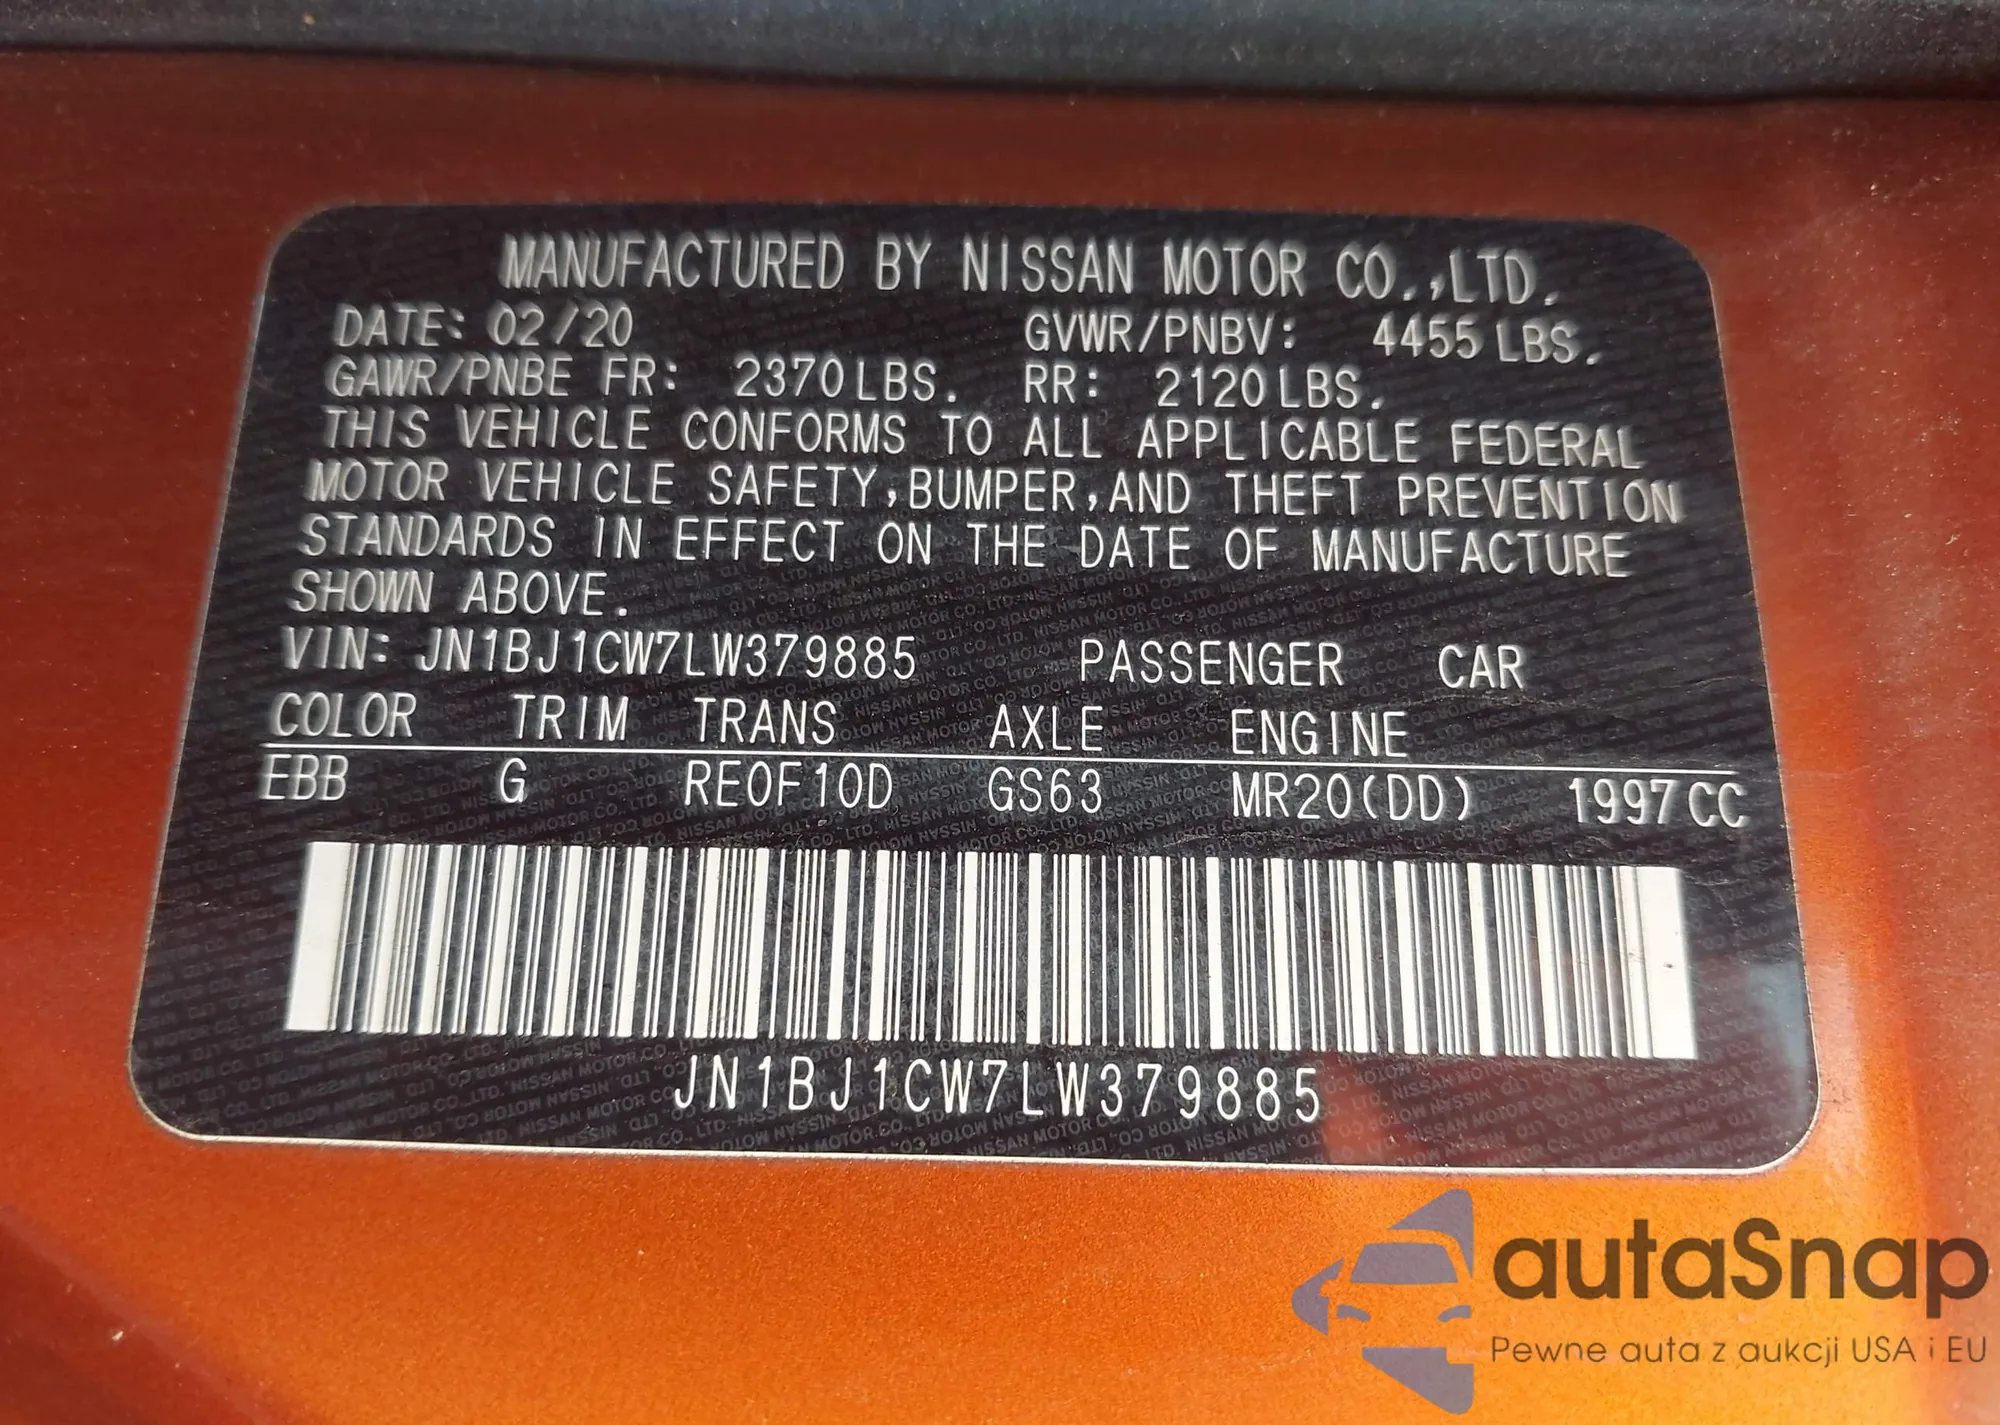 MANUFACTURED BY NISSAN MOTOR CO.,LTD.
DATE: 02/20 GVWR/PNBV: 4455 LBS.
GAWR/PNBE FR: 2370 LBS. RR: 2120 LBS.
THIS VEHICLE CONFORMS TO ALL APPLICABLE FEDERAL
MOTOR VEHICLE SAFETY,BUMPER,AND THEFT PREVENTION
STANDARDS IN EFFECT ON THE DATE OF MANUFACTURE
SHOWN ABOVE.
VIN: JN1BJ1CW7LW379885 PASSENGER CAR
COLOR TRIM TRANS AXLE ENGINE
EBB G RE0F10D GS63 MR20(DD) 1997 CC
JN1BJ1CW7LW379885
autaSnap
Pewne auta z aukcji USA i EU